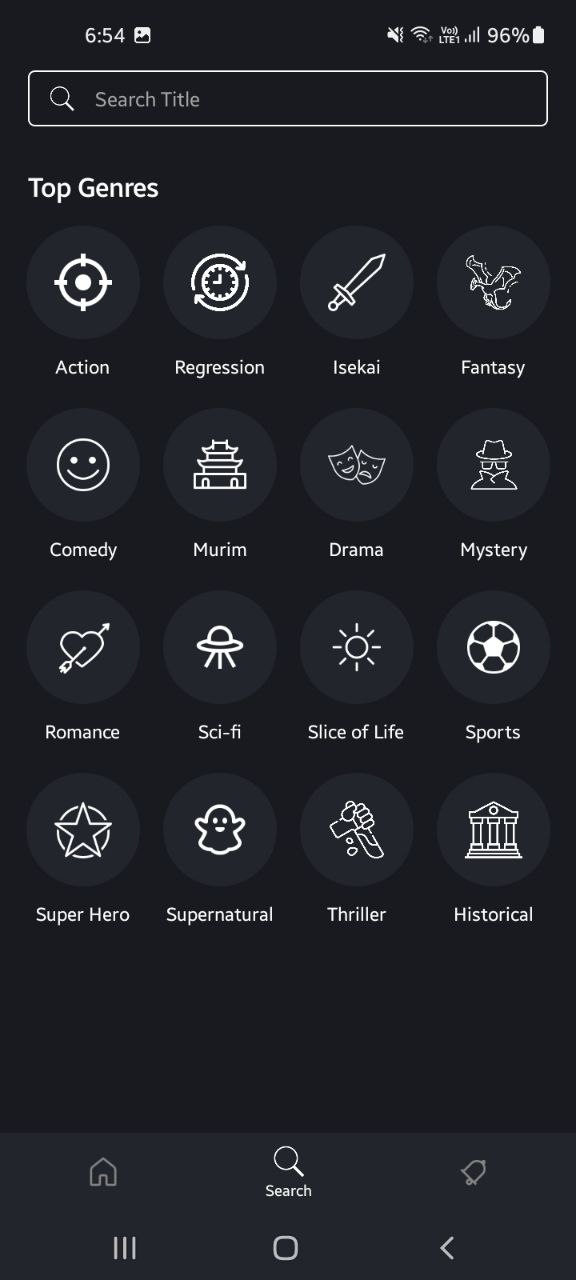 6:54 Vo)) LTE1 96%
Search Title
Top Genres
Action Regression Isekai Fantasy
Comedy Murim Drama Mystery
Romance Sci-fi Slice of Life Sports
Super Hero Supernatural Thriller Historical
Search